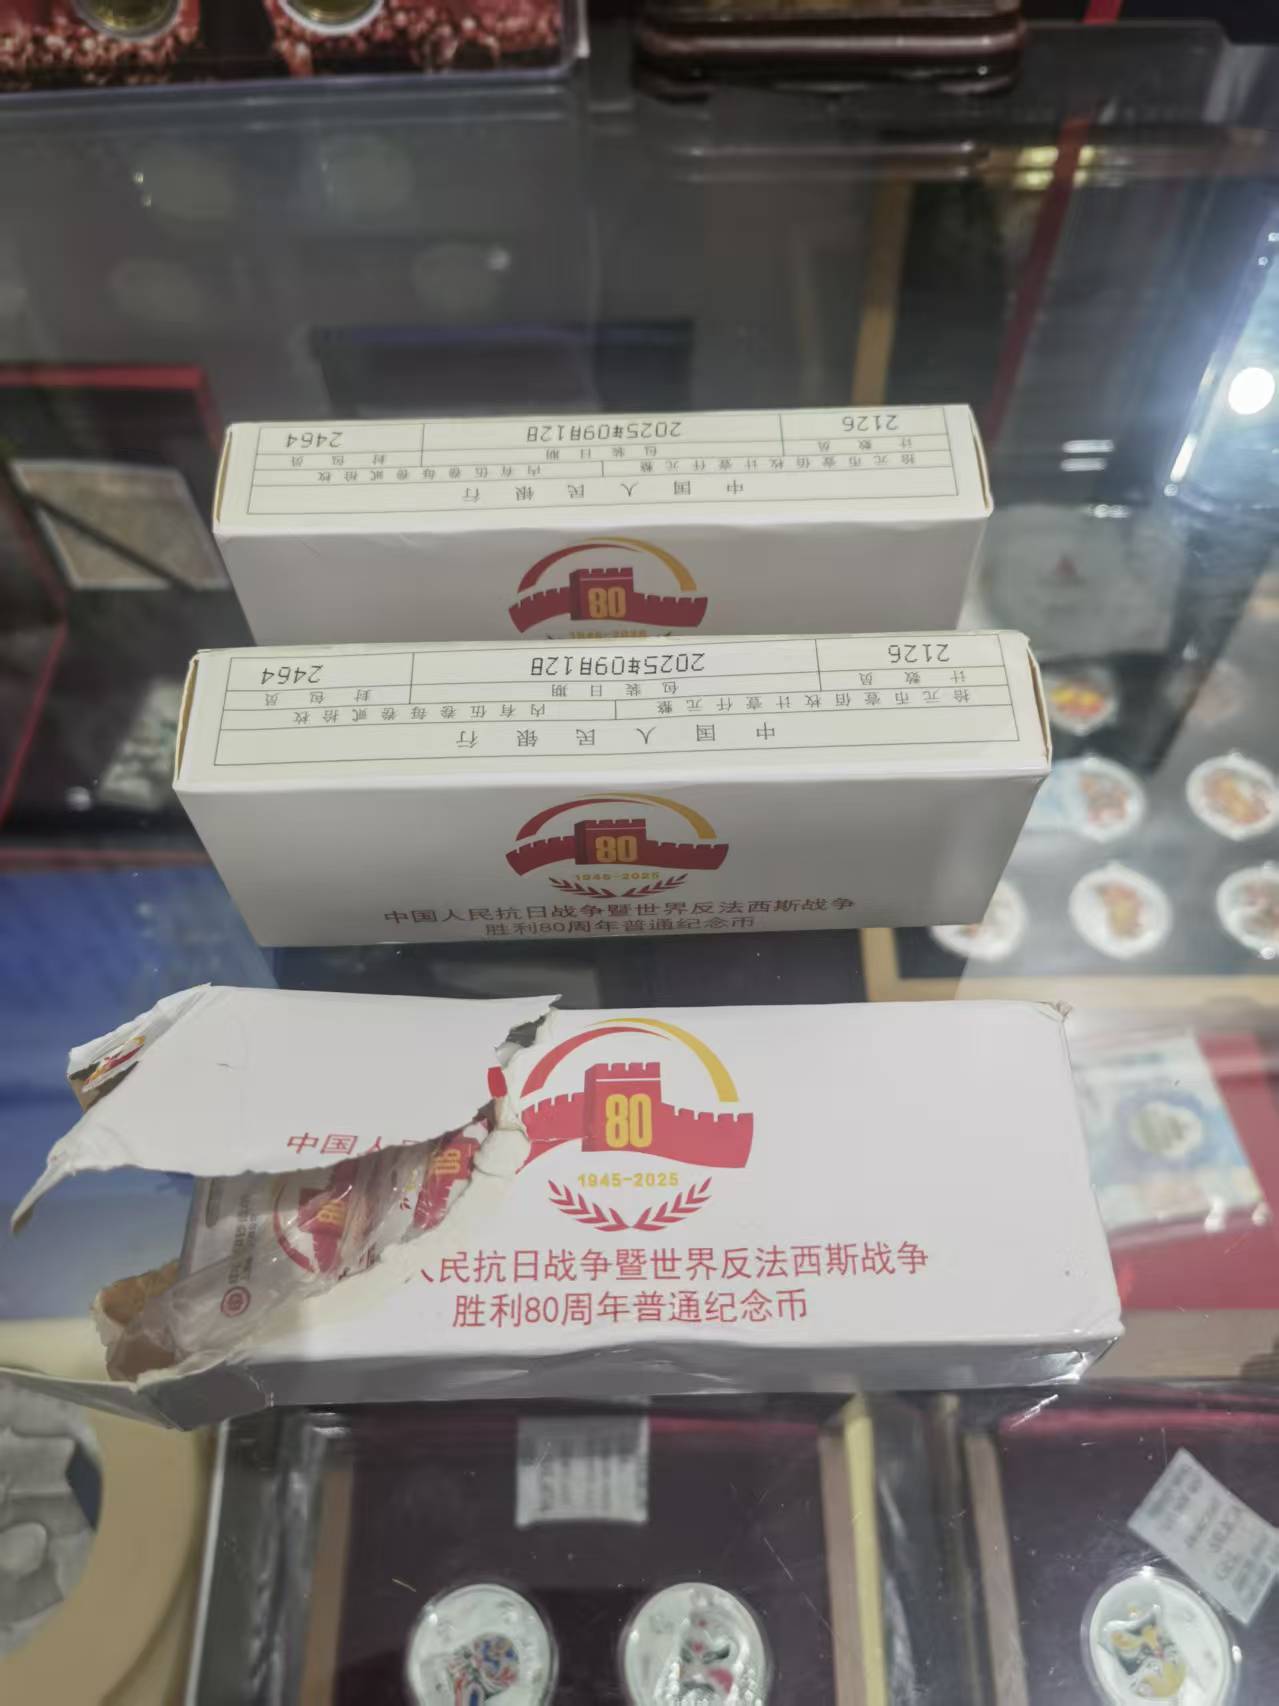 中国人民银行
拾元币壹佰枚计壹仟元整 内有伍卷每卷贰拾枚
计数员 包装日期 封包员
2126 2025年09月12日 2464
80
1945-2025
中国人民银行
拾元币壹佰枚计壹仟元整 内有伍卷每卷贰拾枚
计数员 包装日期 封包员
2126 2025年09月12日 2464
80
1945-2025
中国人民抗日战争暨世界反法西斯战争
胜利80周年普通纪念币
80
1945-2025
中国人
民抗日战争暨世界反法西斯战争
胜利80周年普通纪念币
80
80